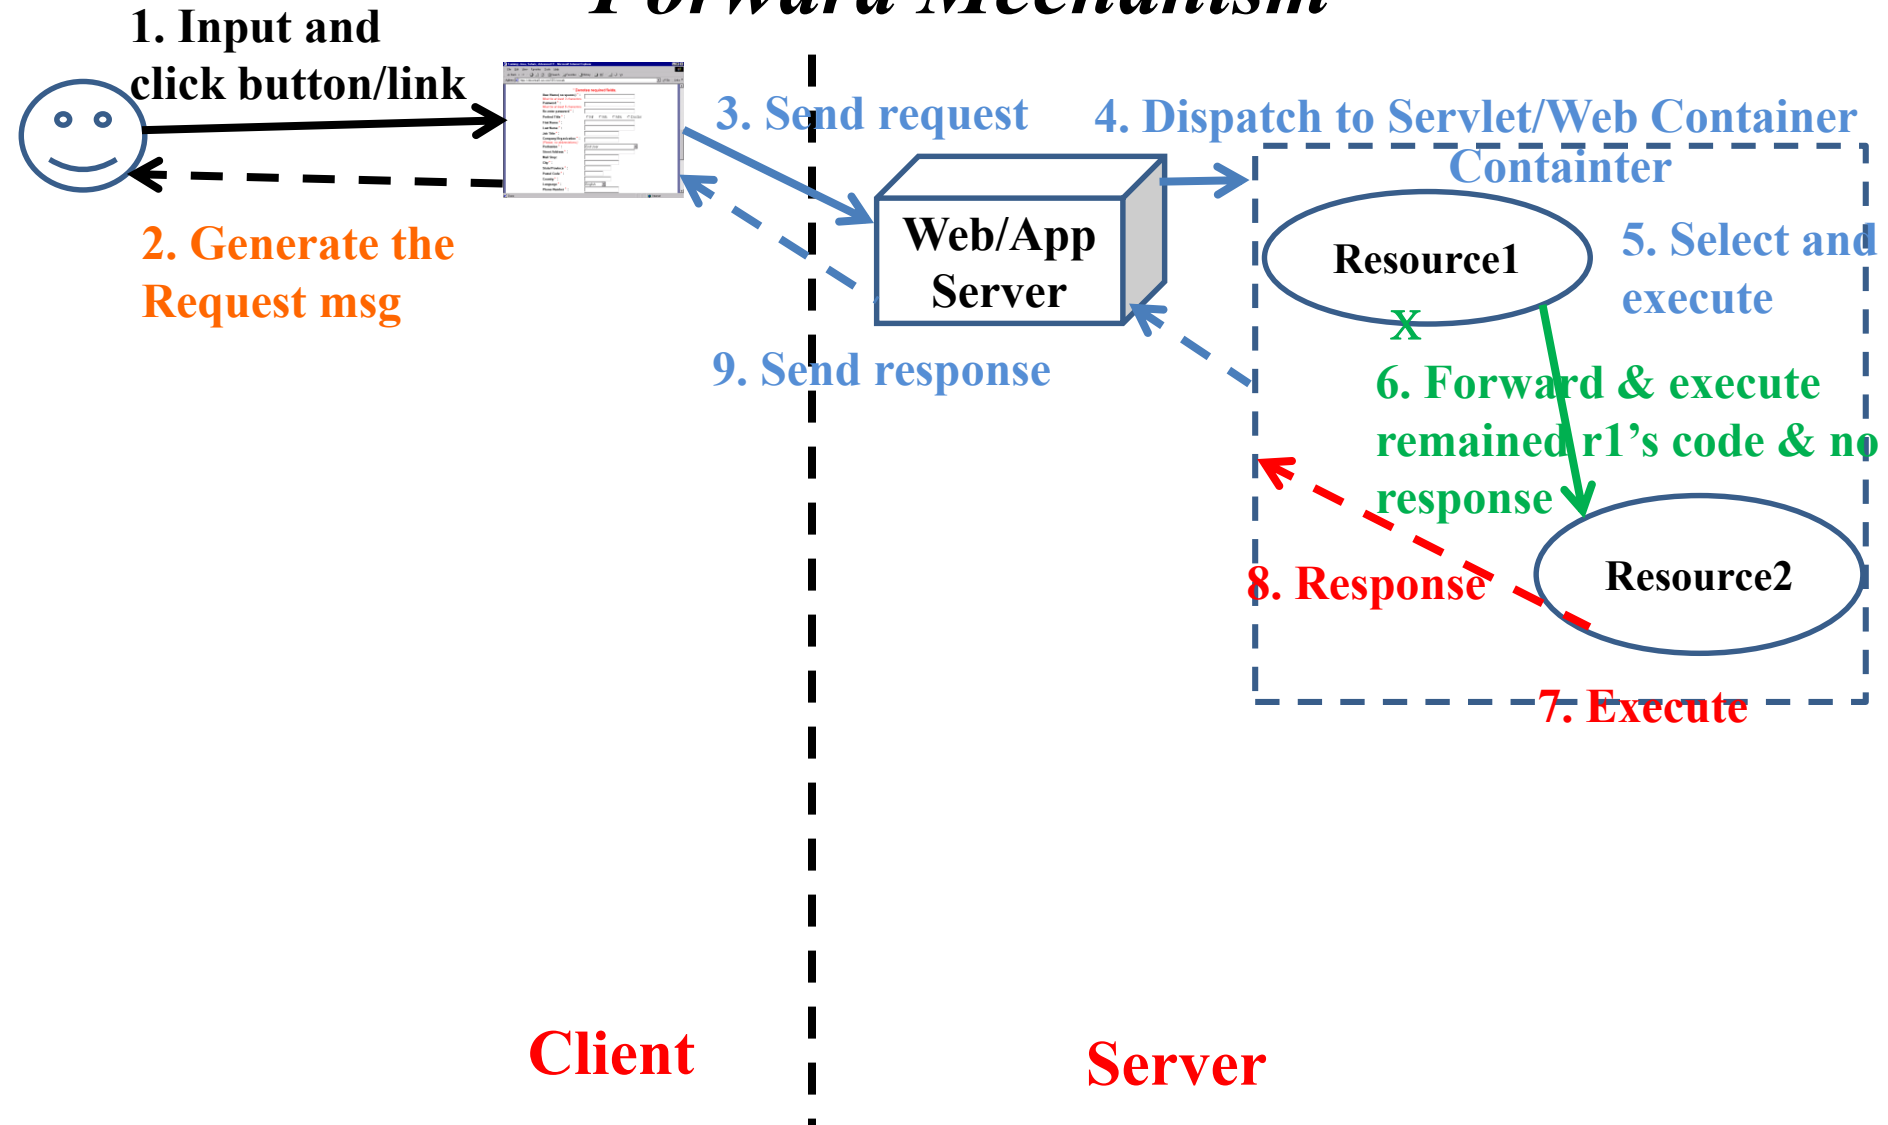 Forward Mechanism
1. Input and
click button/link
2. Generate the
Request msg
3. Send request
4. Dispatch to Servlet/Web Container
Containter
Web/App
Server
Resource1
5. Select and
execute
x
6. Forward & execute
remained r1’s code & no
response
9. Send response
8. Response
Resource2
7. Execute
Client
Server